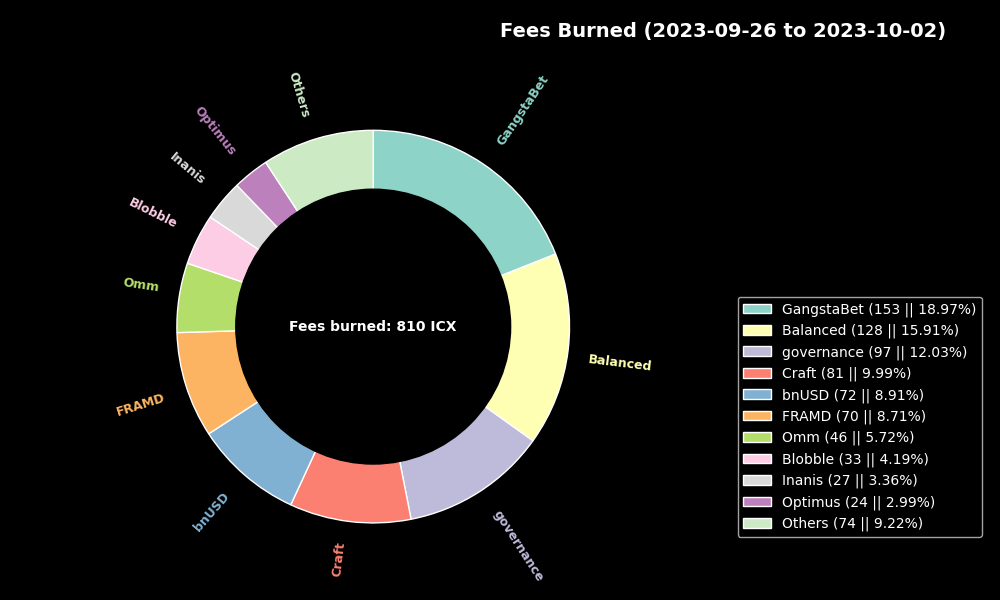 Fees Burned (2023-09-26 to 2023-10-02)
GangstaBet
Others
Optimus
Inanis
Blobble
Omm
FRAMD
bnUSD
Craft
governance
Balanced
Fees burned: 810 ICX
GangstaBet (153 || 18.97%)
Balanced (128 || 15.91%)
governance (97 || 12.03%)
Craft (81 || 9.99%)
bnUSD (72 || 8.91%)
FRAMD (70 || 8.71%)
Omm (46 || 5.72%)
Blobble (33 || 4.19%)
Inanis (27 || 3.36%)
Optimus (24 || 2.99%)
Others (74 || 9.22%)